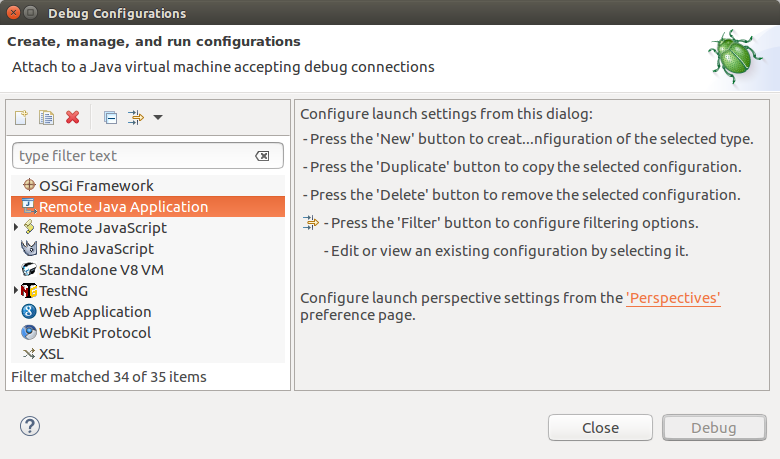 Debug Configurations
Create, manage, and run configurations
Attach to a Java virtual machine accepting debug connections
type filter text
OSGi Framework
Remote Java Application
Remote JavaScript
Rhino JavaScript
Standalone V8 VM
TestNG
Web Application
WebKit Protocol
XSL
Filter matched 34 of 35 items
Configure launch settings from this dialog:
- Press the 'New' button to creat...nfiguration of the selected type.
- Press the 'Duplicate' button to copy the selected configuration.
- Press the 'Delete' button to remove the selected configuration.
- Press the 'Filter' button to configure filtering options.
- Edit or view an existing configuration by selecting it.
Configure launch perspective settings from the 'Perspectives'
preference page.
Close
Debug